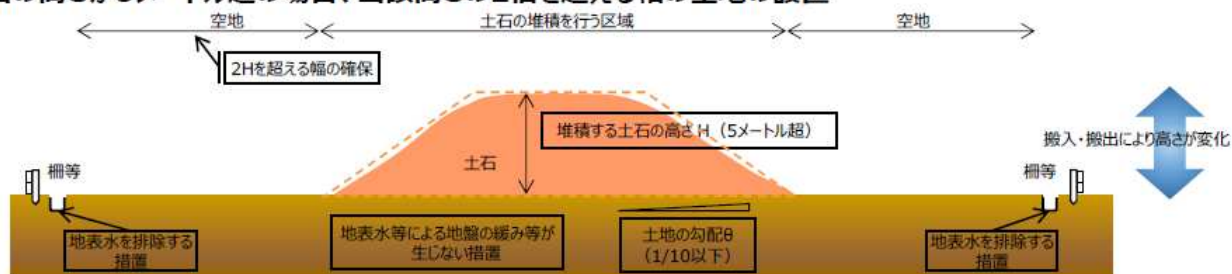 空地
土石の堆積を行う区域
空地
2Hを超える幅の確保
堆積する土石の高さH（5メートル超）
搬入・搬出により高さが変化
土石
柵等
柵等
地表水を排除する
措置
地表水等による地盤の緩み等が
生じない措置
土地の勾配θ
（1/10以下）
地表水を排除する
措置